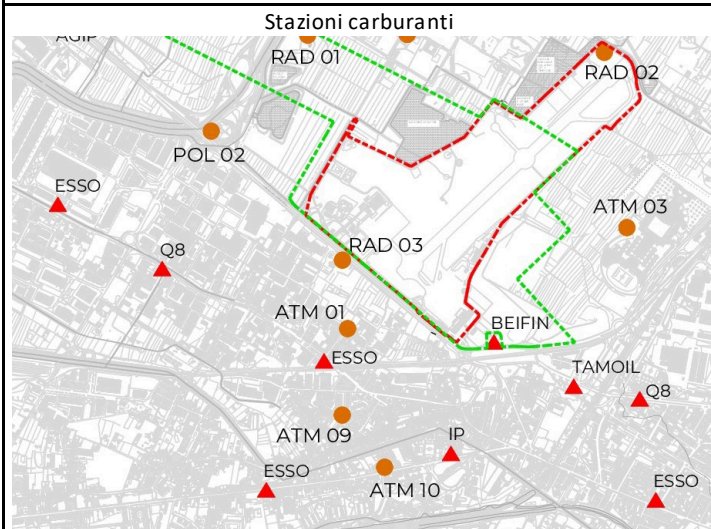 Stazioni carburanti
AGIP
RAD 01
RAD 02
POL 02
ESSO
ATM 03
RAD 03
Q8
ATM 01
BEIFIN
ESSO
TAMOIL
Q8
ATM 09
IP
ESSO
ATM 10
ESSO